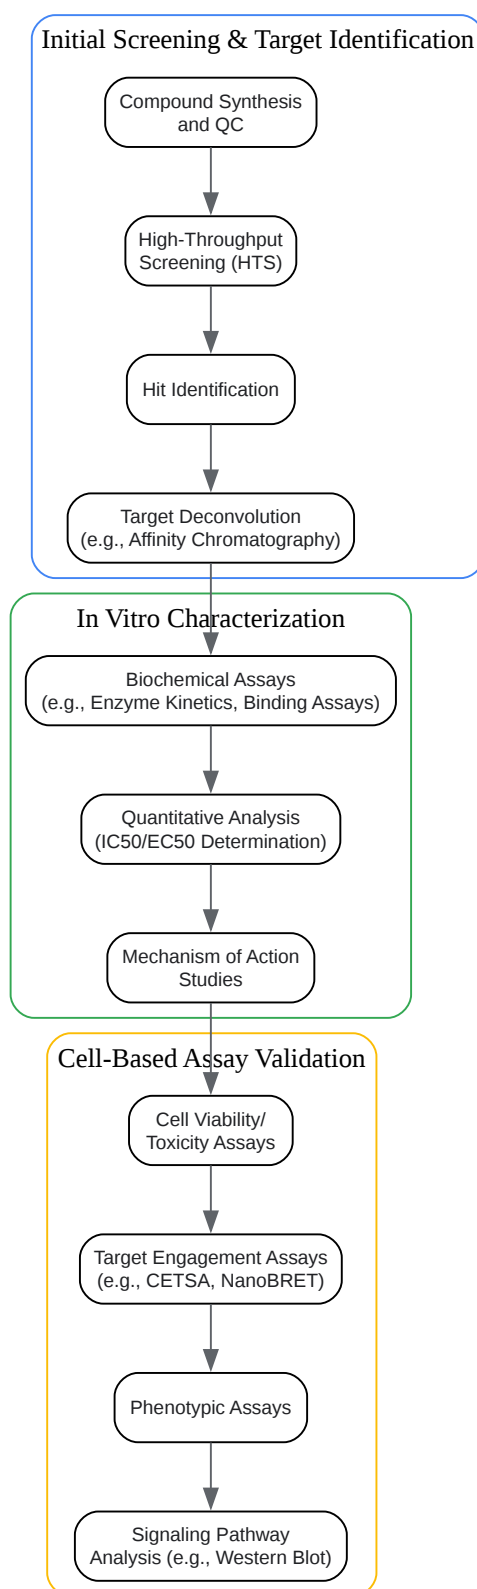 Initial Screening & Target Identification
Compound Synthesis
and QC
High-Throughput
Screening (HTS)
Hit Identification
Target Deconvolution
(e.g., Affinity Chromatography)
In Vitro Characterization
Biochemical Assays
(e.g., Enzyme Kinetics, Binding Assays)
Quantitative Analysis
(IC50/EC50 Determination)
Mechanism of Action
Studies
Cell-Based Assay Validation
Cell Viability/
Toxicity Assays
Target Engagement Assays
(e.g., CETSA, NanoBRET)
Phenotypic Assays
Signaling Pathway
Analysis (e.g., Western Blot)